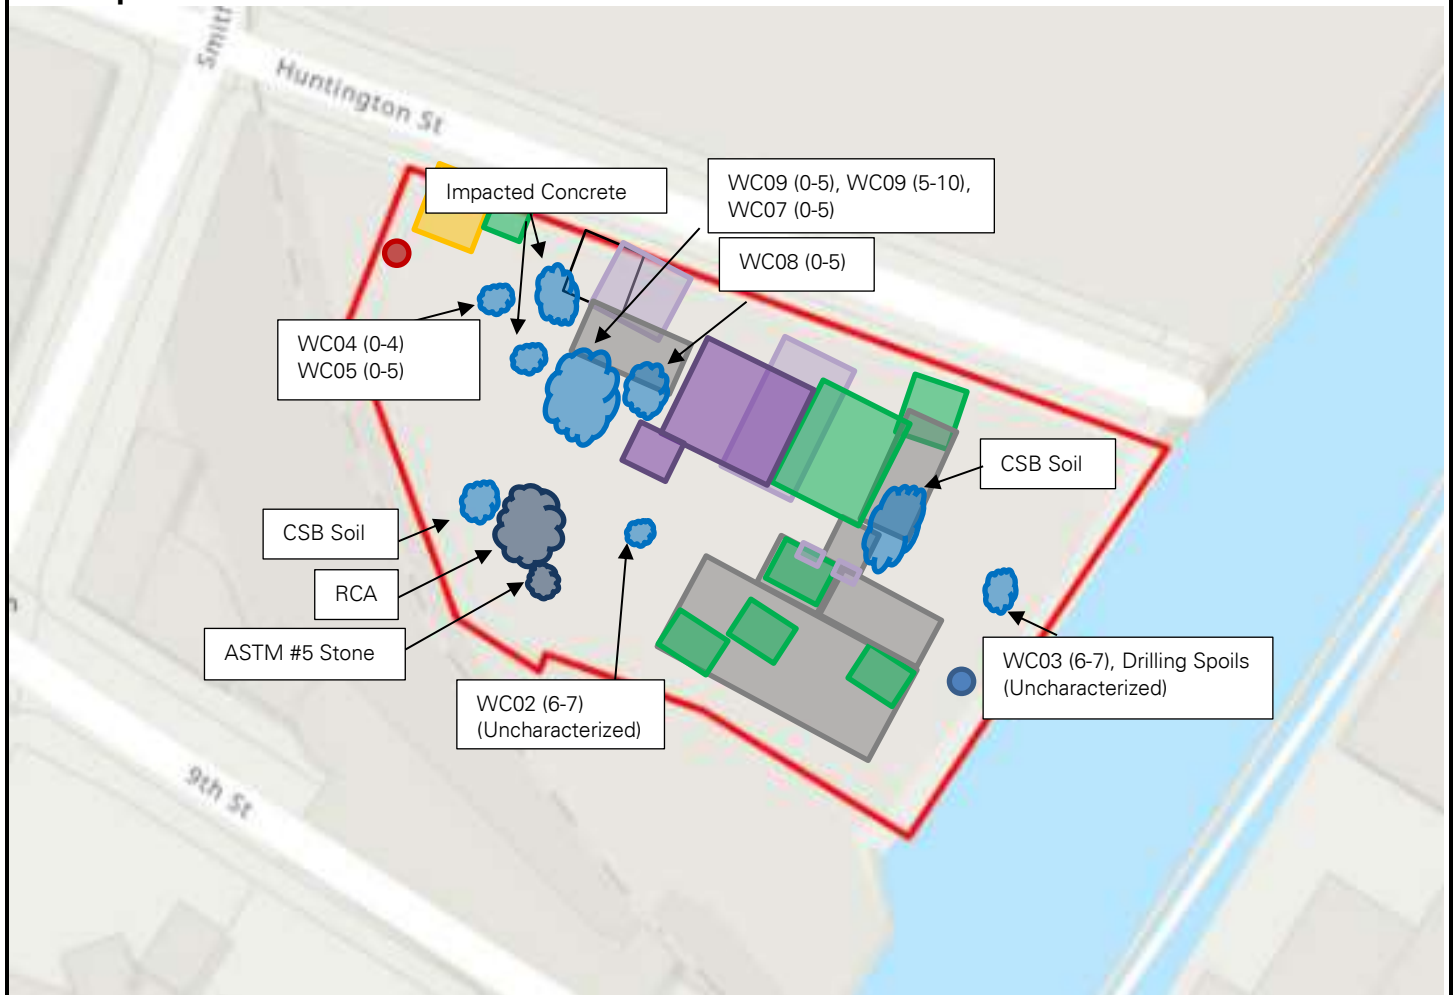 Smith
Huntington St
Impacted Concrete
WC09 (0-5), WC09 (5-10),
WC07 (0-5)
WC08 (0-5)
WC04 (0-4)
WC05 (0-5)
CSB Soil
CSB Soil
RCA
ASTM #5 Stone
WC02 (6-7)
(Uncharacterized)
WC03 (6-7), Drilling Spoils
(Uncharacterized)
9th St